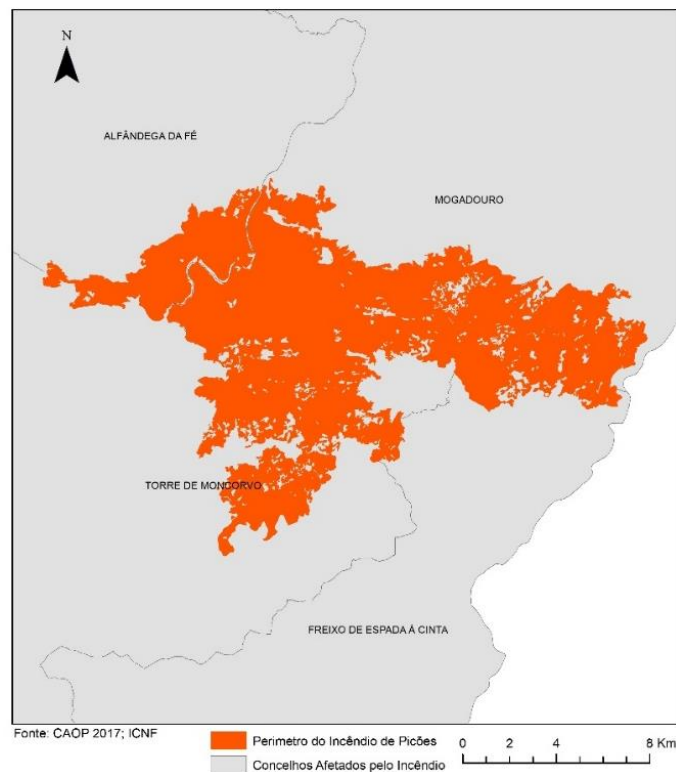 N
ALFÂNDEGA DA FÉ
MOGADOURO
TORRE DE MONCORVO
FREIXO DE ESPADA À CINTA
Fonte: CAOP 2017; ICNF
Perimetro do Incêndio de Picões
Concelhos Afetados pelo Incêndio
0 2 4 8 Km